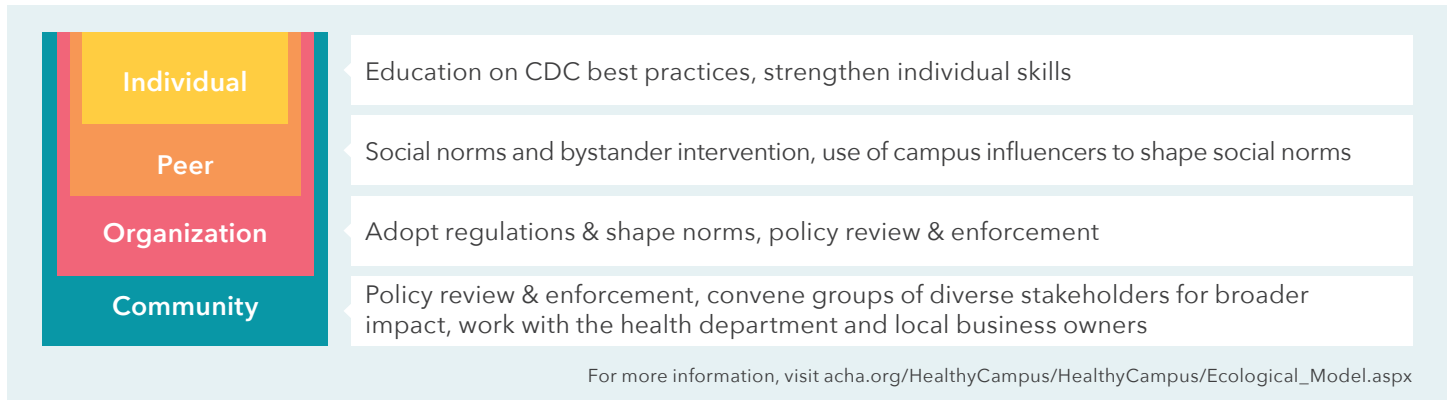 Individual
Education on CDC best practices, strengthen individual skills
Peer
Social norms and bystander intervention, use of campus influencers to shape social norms
Organization
Adopt regulations & shape norms, policy review & enforcement
Community
Policy review & enforcement, convene groups of diverse stakeholders for broader
impact, work with the health department and local business owners
For more information, visit acha.org/HealthyCampus/HealthyCampus/Ecological_Model.aspx